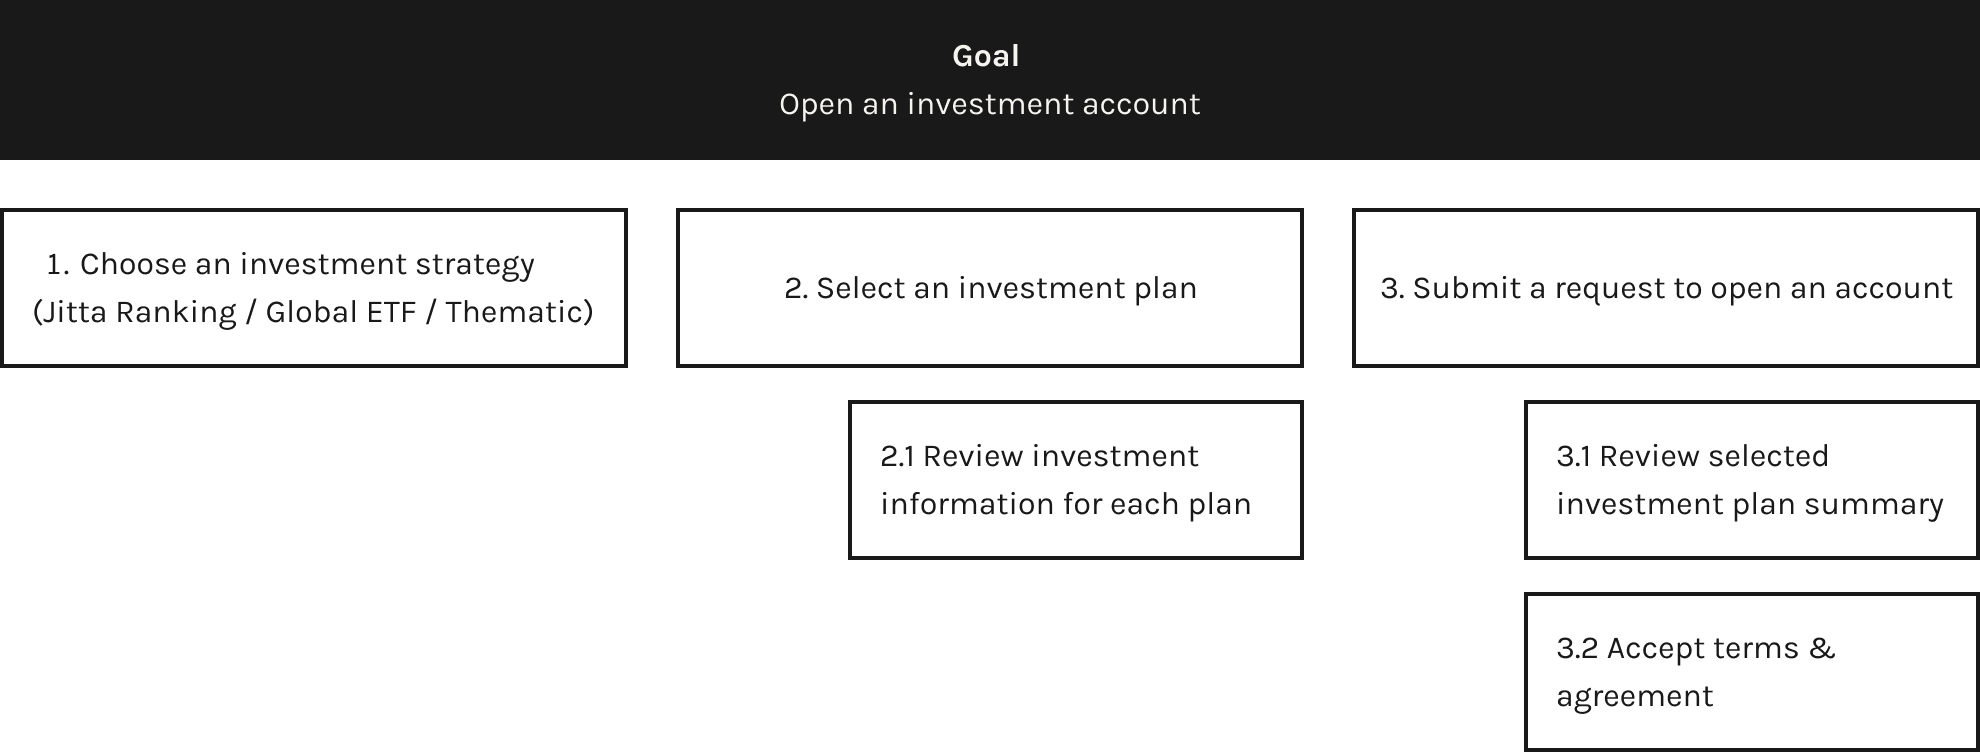 Goal
Open an investment account
1. Choose an investment strategy
(Jitta Ranking / Global ETF / Thematic)
2. Select an investment plan
2.1 Review investment
information for each plan
3. Submit a request to open an account
3.1 Review selected
investment plan summary
3.2 Accept terms &
agreement